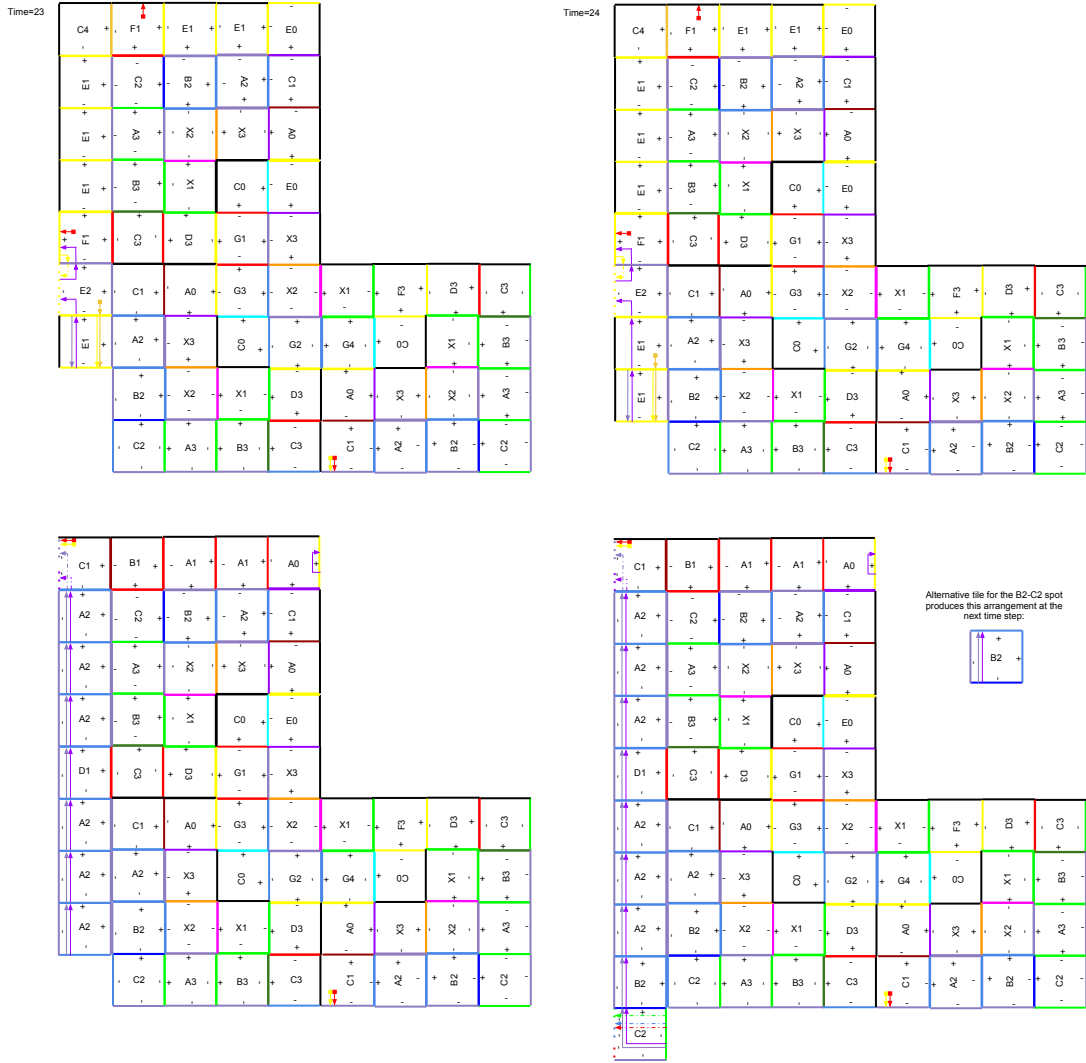 Time=23
C4 F1 E1 E1 E0
E1 C2 B2 A2 C1
E1 A3 X2 X3 A0
E1 B3 X1 C0 E0
F1 C3 D3 G1 X3
E2 C1 A0 G3 X2 X1 F3 D3 C3
E1 A2 X3 C0 G2 G4 C0 X1 B3
B2 X2 X1 D3 A0 X3 X2 A3
C2 A3 B3 C3 C1 A2 B2 C2
Time=24
C4 F1 E1 E1 E0
E1 C2 B2 A2 C1
E1 A3 X2 X3 A0
E1 B3 X1 C0 E0
F1 C3 D3 G1 X3
E2 C1 A0 G3 X2 X1 F3 D3 C3
E1 A2 X3 C0 G2 G4 C0 X1 B3
E1 B2 X2 X1 D3 A0 X3 X2 A3
C2 A3 B3 C3 C1 A2 B2 C2
C1 B1 A1 A1 A0
A2 C2 B2 A2 C1
A2 A3 X2 X3 A0
A2 B3 X1 C0 E0
D1 C3 D3 G1 X3
A2 C1 A0 G3 X2 X1 F3 D3 C3
A2 A2 X3 C0 G2 G4 C0 X1 B3
A2 B2 X2 X1 D3 A0 X3 X2 A3
C2 A3 B3 C3 C1 A2 B2 C2
C1 B1 A1 A1 A0
A2 C2 B2 A2 C1
A2 A3 X2 X3 A0
A2 B3 X1 C0 E0
D1 C3 D3 G1 X3
A2 C1 A0 G3 X2 X1 F3 D3 C3
A2 A2 X3 C0 G2 G4 C0 X1 B3
A2 B2 X2 X1 D3 A0 X3 X2 A3
B2 C2 A3 B3 C3 C1 A2 B2 C2
C2
Alternative tile for the B2-C2 spot
produces this arrangement at the
next time step:
B2